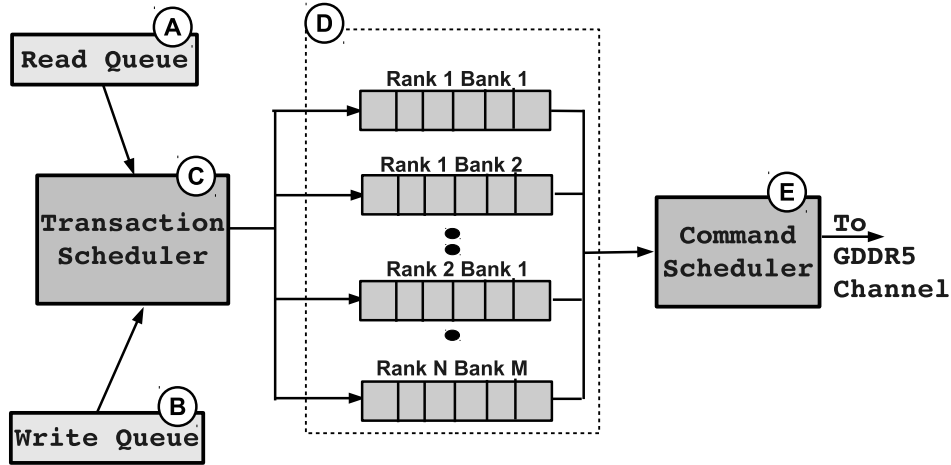 A
Read Queue
D
Rank 1 Bank 1
C
Transaction
Scheduler
Rank 1 Bank 2
Rank 2 Bank 1
Rank N Bank M
E
Command
Scheduler
To
GDDR5
Channel
B
Write Queue